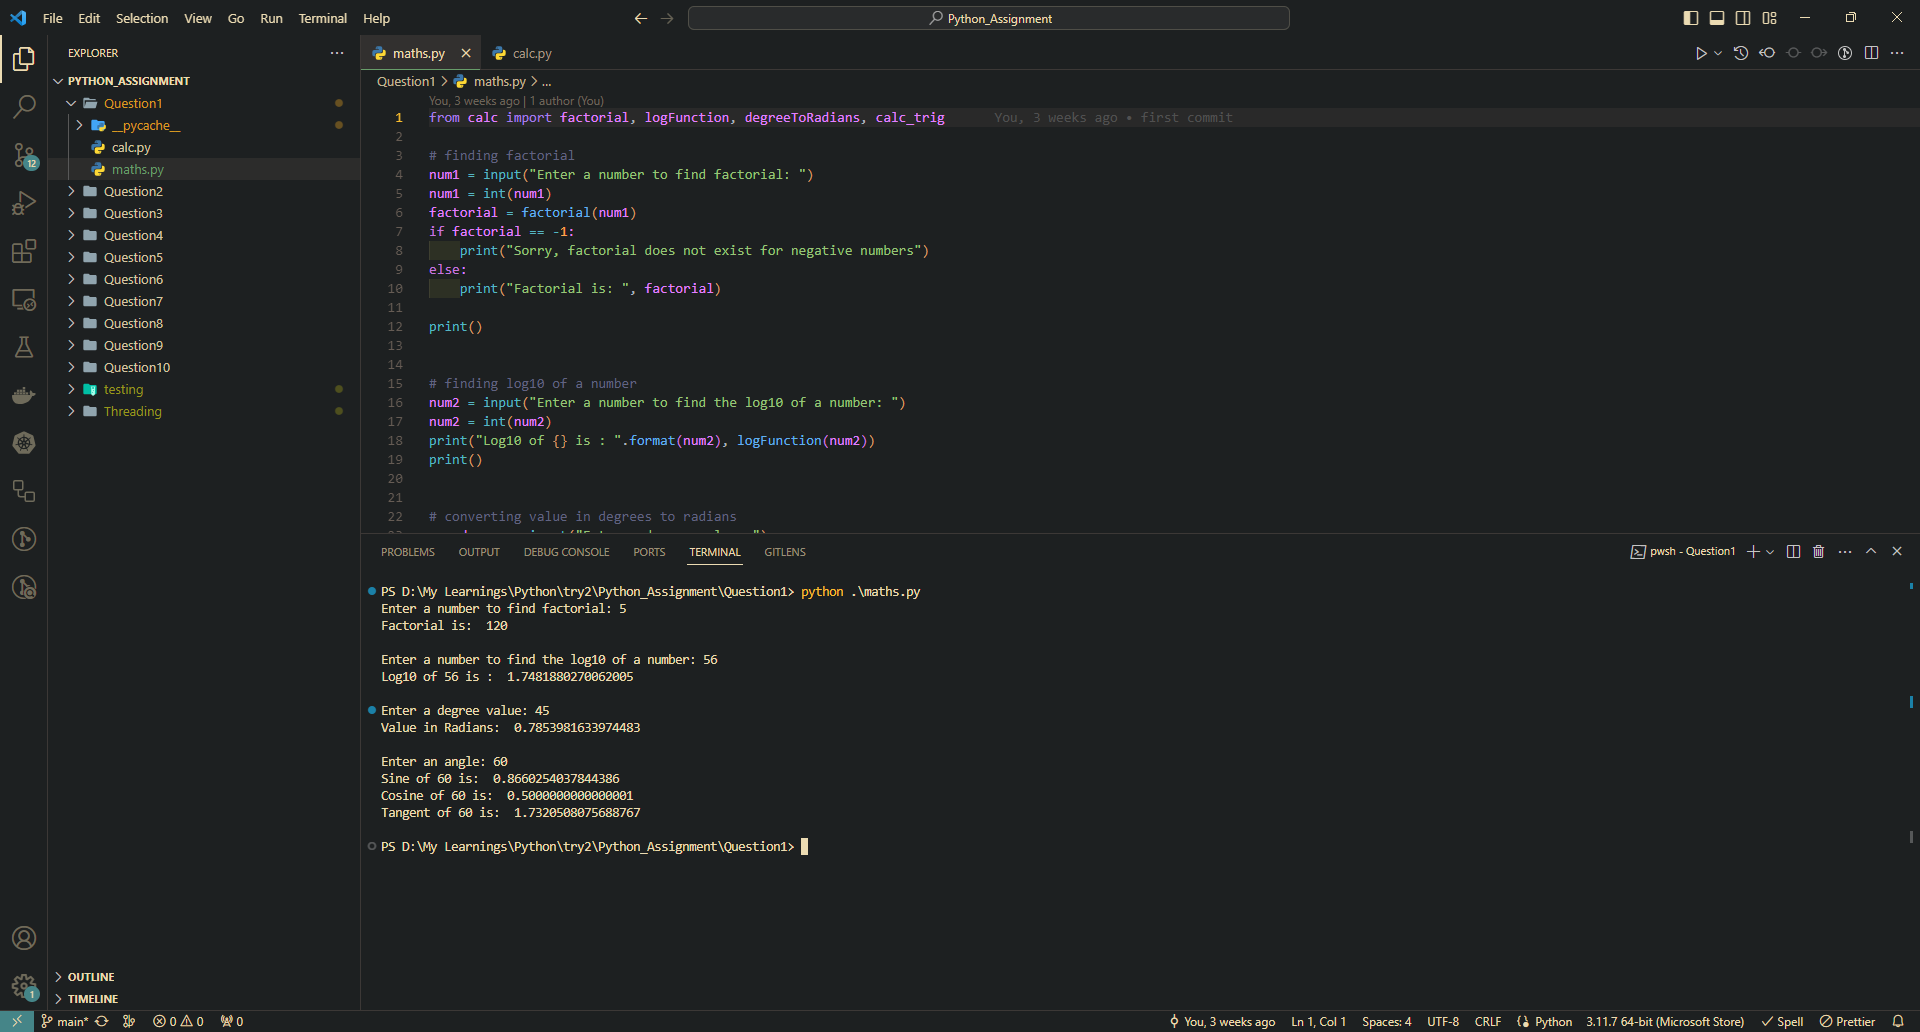 File Edit Selection View Go Run Terminal Help
Python_Assignment
EXPLORER
PYTHON_ASSIGNMENT
Question1
__pycache__
calc.py
maths.py
Question2
Question3
Question4
Question5
Question6
Question7
Question8
Question9
Question10
testing
Threading
OUTLINE
TIMELINE
12
1
maths.py calc.py
Question1 > maths.py > ...
You, 3 weeks ago | 1 author (You)
1 from calc import factorial, logFunction, degreeToRadians, calc_trig You, 3 weeks ago • first commit
2
3 # finding factorial
4 num1 = input("Enter a number to find factorial: ")
5 num1 = int(num1)
6 factorial = factorial(num1)
7 if factorial == -1:
8     print("Sorry, factorial does not exist for negative numbers")
9 else:
10     print("Factorial is: ", factorial)
11
12 print()
13
14
15 # finding log10 of a number
16 num2 = input("Enter a number to find the log10 of a number: ")
17 num2 = int(num2)
18 print("Log10 of {} is : ".format(num2), logFunction(num2))
19 print()
20
21
22 # converting value in degrees to radians
PROBLEMS OUTPUT DEBUG CONSOLE PORTS TERMINAL GITLENS
pwsh - Question1
PS D:\My Learnings\Python\try2\Python_Assignment\Question1> python .\maths.py
Enter a number to find factorial: 5
Factorial is:  120
Enter a number to find the log10 of a number: 56
Log10 of 56 is :  1.7481880270062005
Enter a degree value: 45
Value in Radians:  0.7853981633974483
Enter an angle: 60
Sine of 60 is:  0.8660254037844386
Cosine of 60 is:  0.5000000000000001
Tangent of 60 is:  1.7320508075688767
PS D:\My Learnings\Python\try2\Python_Assignment\Question1>
main* 0 0 0 You, 3 weeks ago Ln 1, Col 1 Spaces: 4 UTF-8 CRLF Python 3.11.7 64-bit (Microsoft Store) Spell Prettier